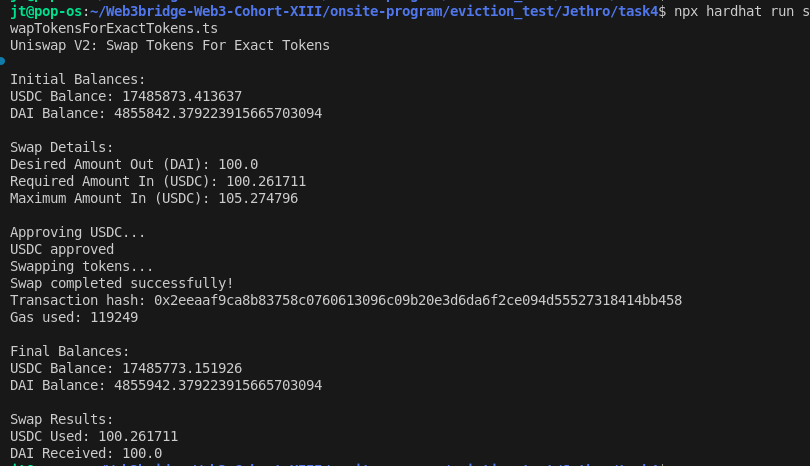 jt@pop-os:~/Web3bridge-Web3-Cohort-XIII/onsite-program/eviction_test/Jethro/task4$ npx hardhat run s
wapTokensForExactTokens.ts
Uniswap V2: Swap Tokens For Exact Tokens
Initial Balances:
USDC Balance: 17485873.413637
DAI Balance: 4855842.379223915665703094
Swap Details:
Desired Amount Out (DAI): 100.0
Required Amount In (USDC): 100.261711
Maximum Amount In (USDC): 105.274796
Approving USDC...
USDC approved
Swapping tokens...
Swap completed successfully!
Transaction hash: 0x2eeaaf9ca8b83758c0760613096c09b20e3d6da6f2ce094d55527318414bb458
Gas used: 119249
Final Balances:
USDC Balance: 17485773.151926
DAI Balance: 4855942.379223915665703094
Swap Results:
USDC Used: 100.261711
DAI Received: 100.0